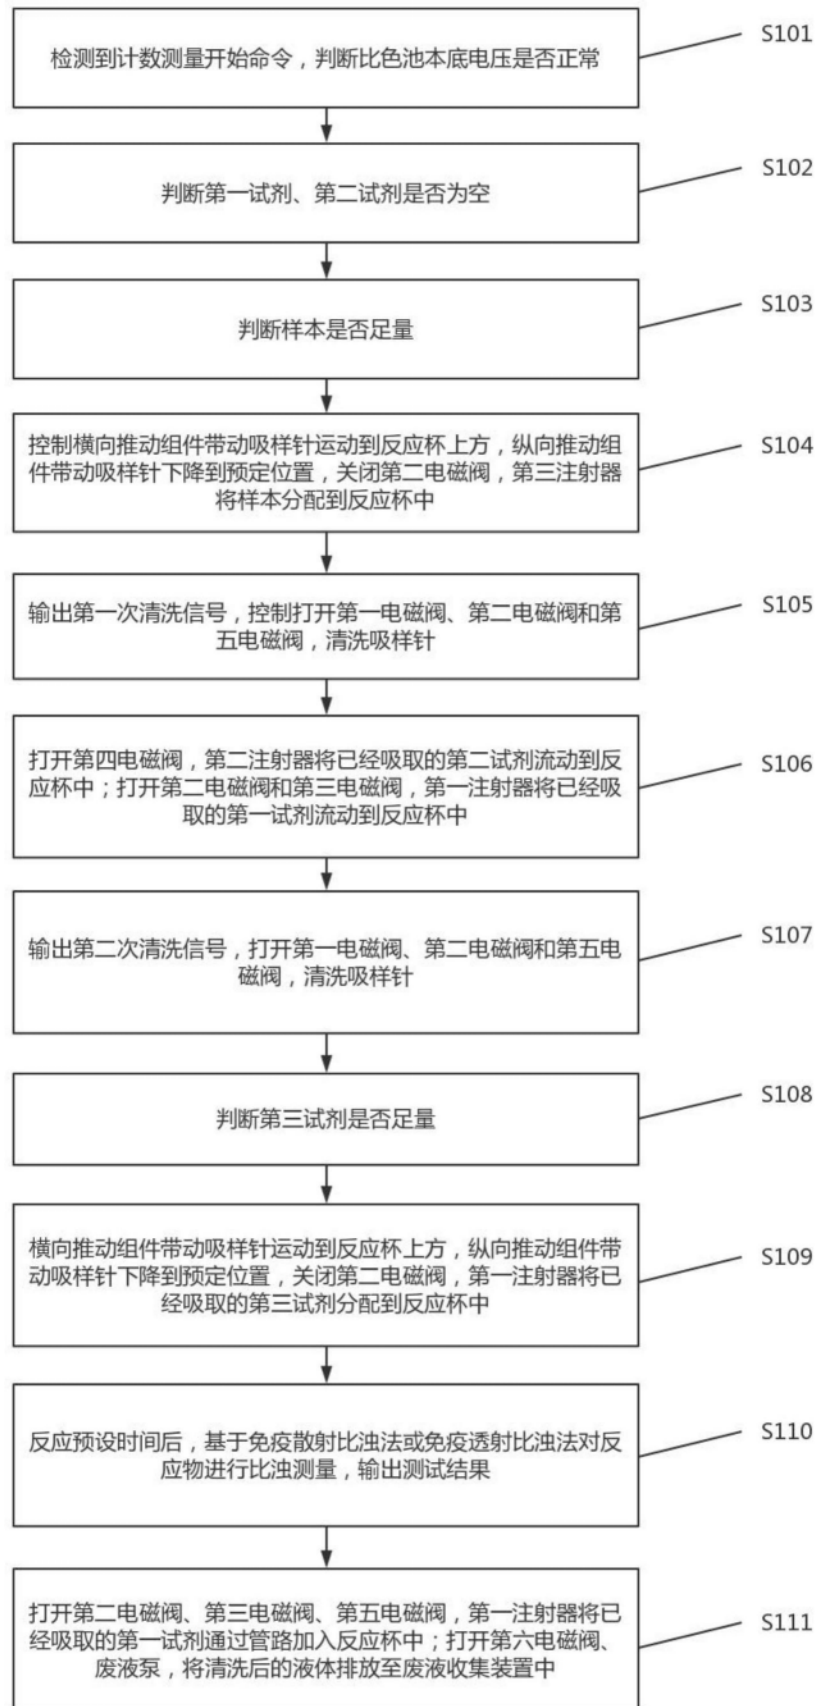 检测到计数测量开始命令，判断比色池本底电压是否正常
S101
判断第一试剂、第二试剂是否为空
S102
判断样本是否足量
S103
控制横向推动组件带动吸样针运动到反应杯上方，纵向推动组
件带动吸样针下降到预定位置，关闭第二电磁阀，第三注射器
将样本分配到反应杯中
S104
输出第一次清洗信号，控制打开第一电磁阀、第二电磁阀和第
五电磁阀，清洗吸样针
S105
打开第四电磁阀，第二注射器将已经吸取的第二试剂流动到反
应杯中；打开第二电磁阀和第三电磁阀，第一注射器将已经吸
取的第一试剂流动到反应杯中
S106
输出第二次清洗信号，打开第一电磁阀、第二电磁阀和第五电
磁阀，清洗吸样针
S107
判断第三试剂是否足量
S108
横向推动组件带动吸样针运动到反应杯上方，纵向推动组件带
动吸样针下降到预定位置，关闭第二电磁阀，第一注射器将已
经吸取的第三试剂分配到反应杯中
S109
反应预设时间后，基于免疫散射比浊法或免疫透射比浊法对反
应物进行比浊测量，输出测试结果
S110
打开第二电磁阀、第三电磁阀、第五电磁阀，第一注射器将已
经吸取的第一试剂通过管路加入反应杯中；打开第六电磁阀、
废液泵，将清洗后的液体排放至废液收集装置中
S111